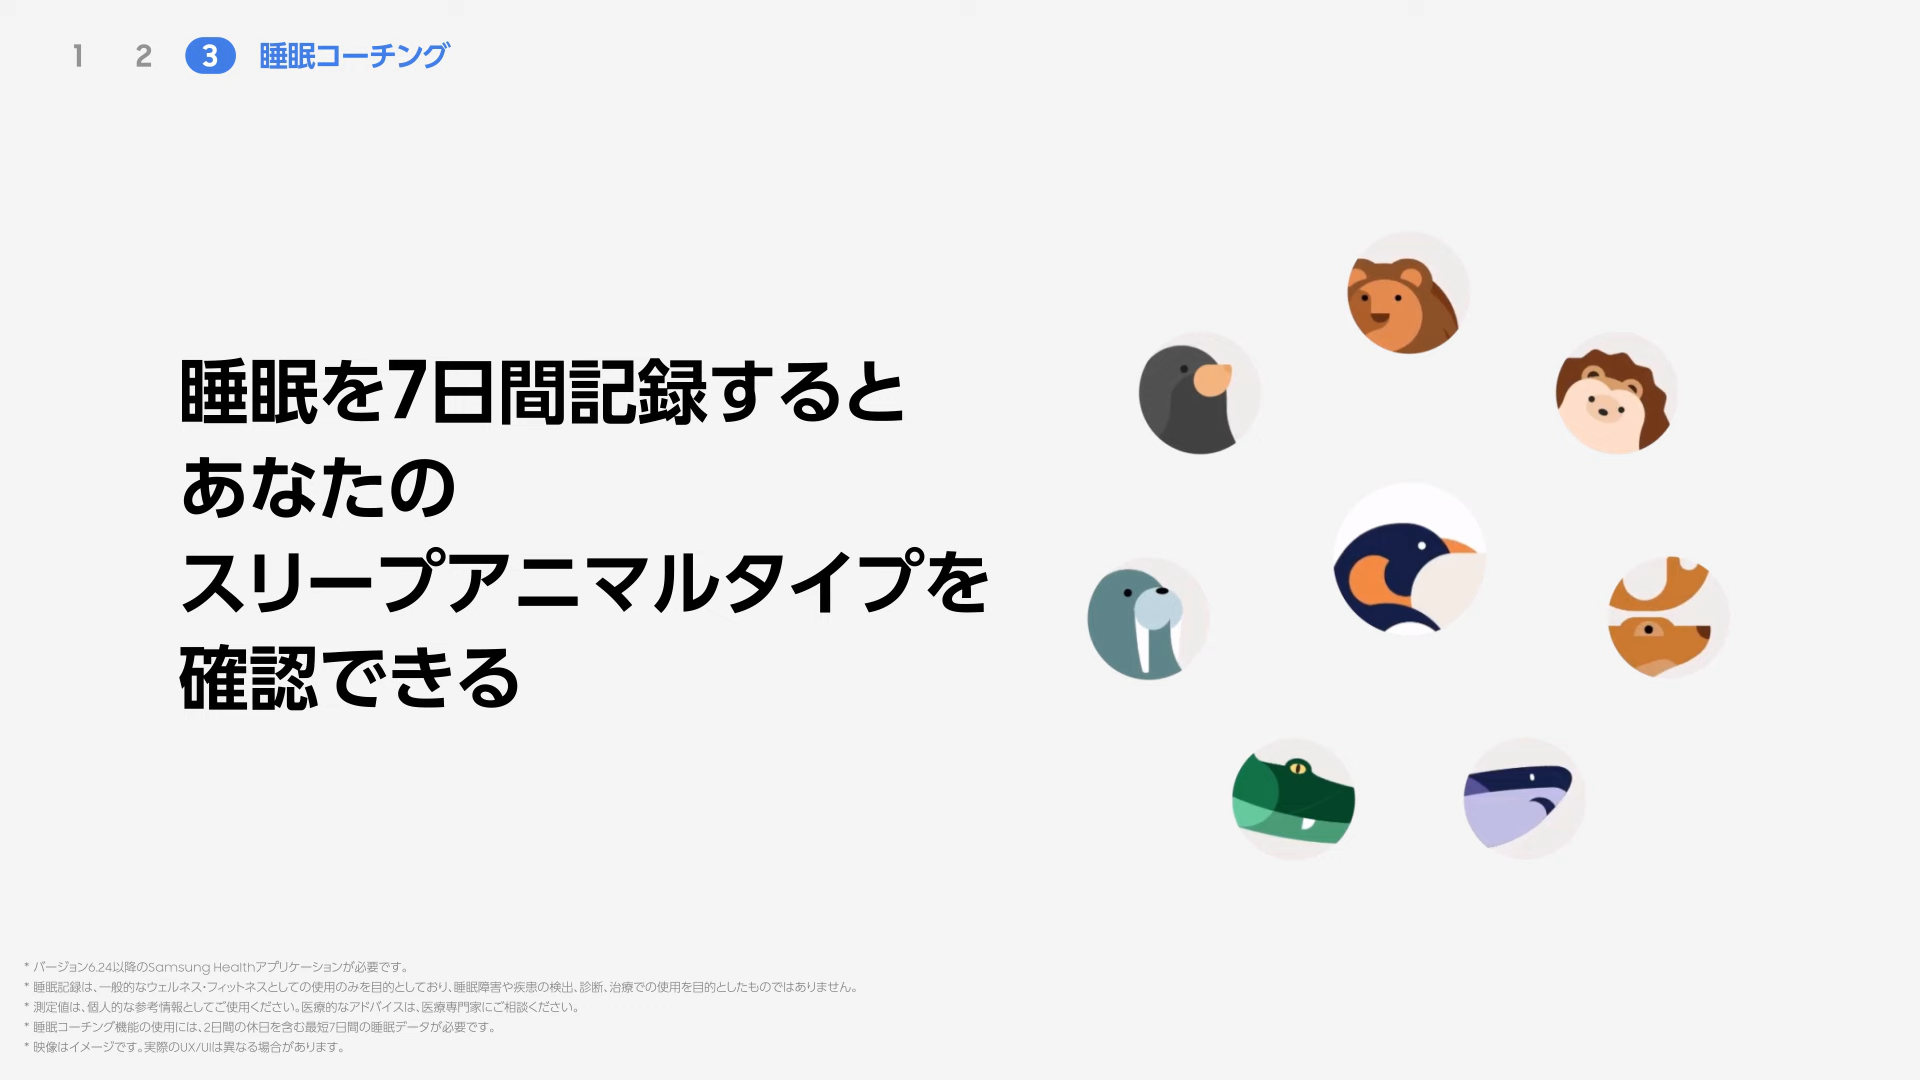 1 2 3 睡眠コーチング
睡眠を7日間記録すると
あなたの
スリープアニマルタイプを
確認できる
* バージョン6.24以降のSamsung Healthアプリケーションが必要です。
* 睡眠記録は、一般的なウェルネス・フィットネスとしての使用のみを目的としており、睡眠障害や疾患の検出、診断、治療での使用を目的としたものではありません。
* 測定値は、個人的な参考情報としてご使用ください。医療的なアドバイスは、医療専門家にご相談ください。
* 睡眠コーチング機能の使用には、2日間の休日を含む最短7日間の睡眠データが必要です。
* 映像はイメージです。実際のUX/UIは異なる場合があります。